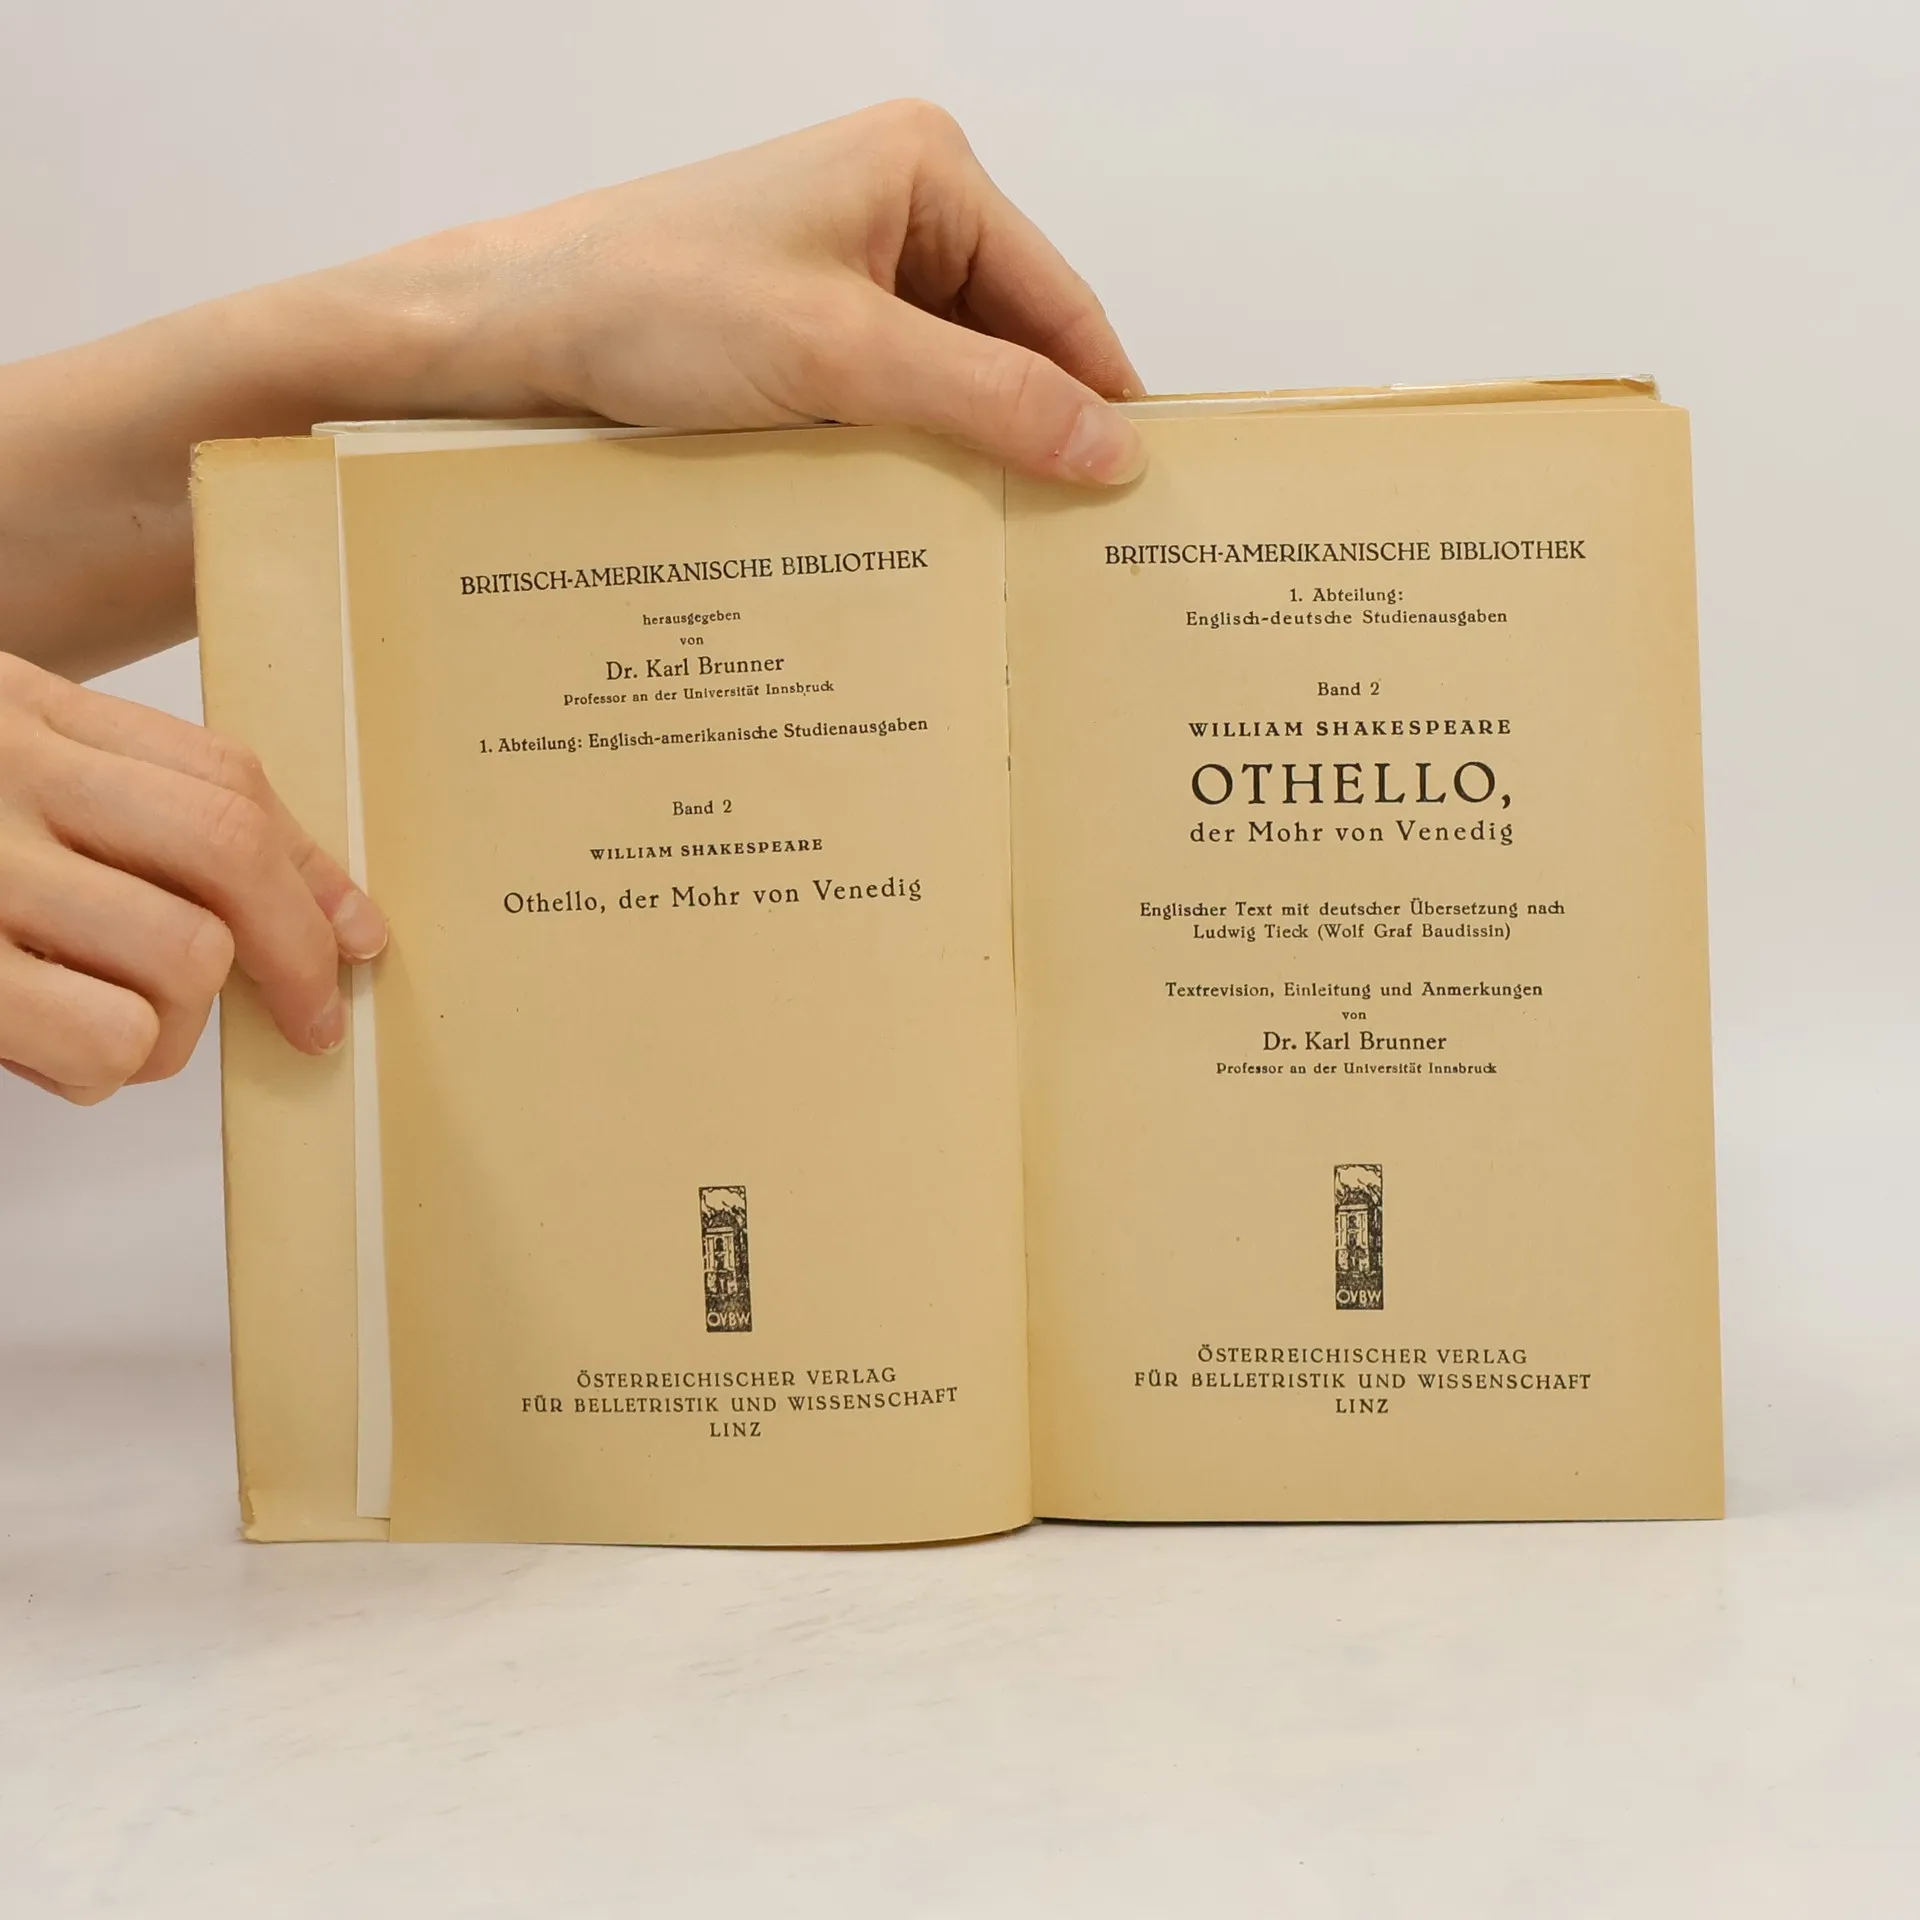 BRITISCH-AMERIKANISCHE BIBLIOTHEK
herausgegeben
von
Dr. Karl Brunner
Professor an der Universität Innsbruck
1. Abteilung: Englisch-amerikanische Studienausgaben
Band 2
WILLIAM SHAKESPEARE
Othello, der Mohr von Venedig
ÖVBW
ÖSTERREICHISCHER VERLAG
FÜR BELLETRISTIK UND WISSENSCHAFT
LINZ
BRITISCH-AMERIKANISCHE BIBLIOTHEK
1. Abteilung:
Englisch-deutsche Studienausgaben
Band 2
WILLIAM SHAKESPEARE
OTHELLO,
der Mohr von Venedig
Englischer Text mit deutscher Übersetzung nach
Ludwig Tieck (Wolf Graf Baudissin)
Textrevision, Einleitung und Anmerkungen
von
Dr. Karl Brunner
Professor an der Universität Innsbruck
ÖVBW
ÖSTERREICHISCHER VERLAG
FÜR BELLETRISTIK UND WISSENSCHAFT
LINZ